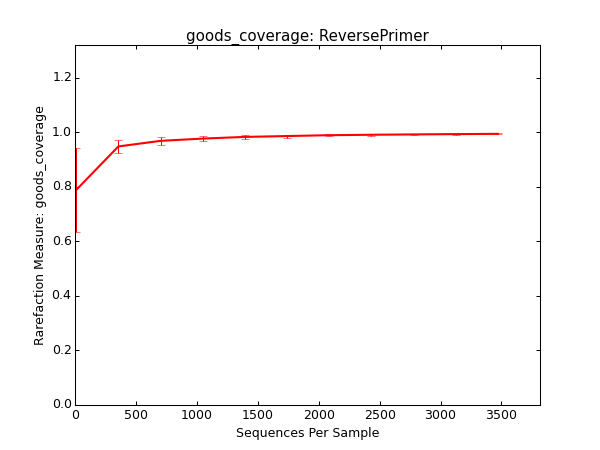 goods_coverage: ReversePrimer
Rarefaction Measure: goods_coverage
1.2
1.0
0.8
0.6
0.4
0.2
0.0
0 500 1000 1500 2000 2500 3000 3500
Sequences Per Sample